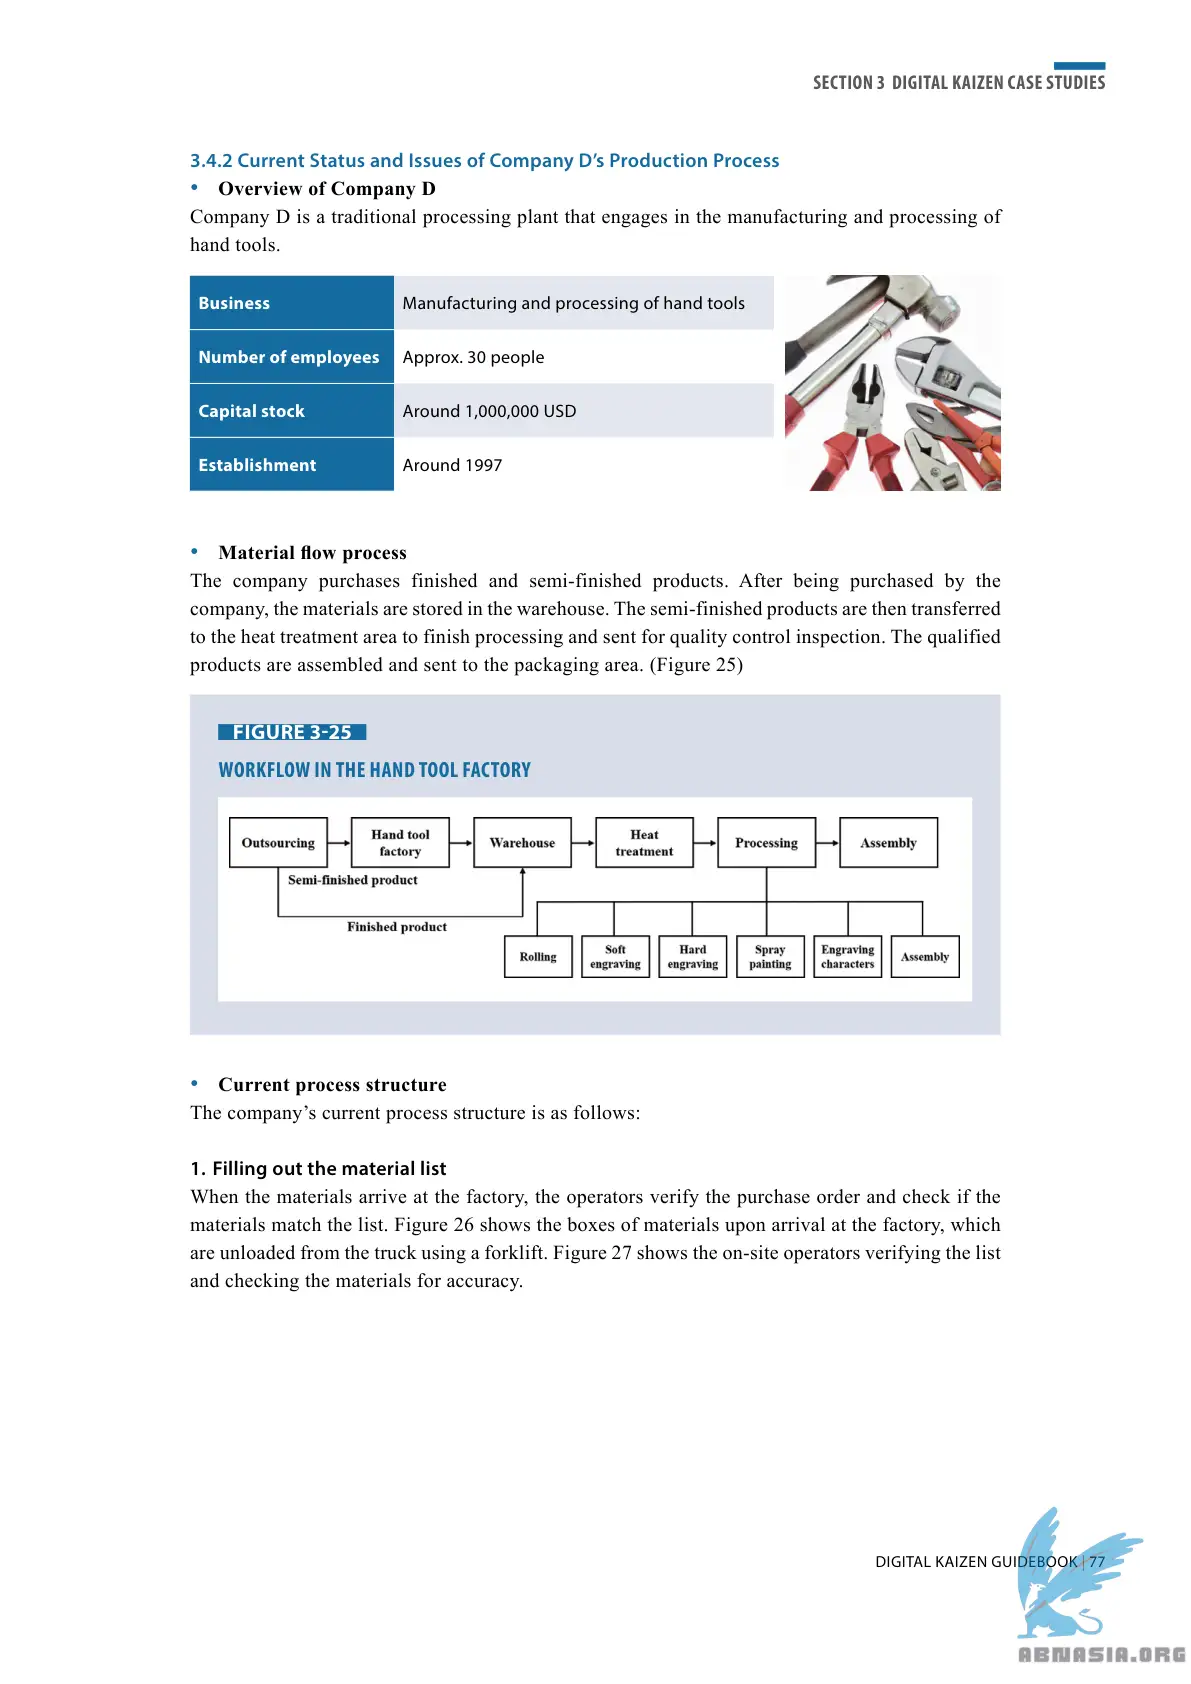 SECTION 3 DIGITAL KAIZEN CASE STUDIES
3.4.2 Current Status and Issues of Company D’s Production Process
• Overview of Company D
Company D is a traditional processing plant that engages in the manufacturing and processing of
hand tools.
Business Manufacturing and processing of hand tools
Number of employees Approx. 30 people
Capital stock Around 1,000,000 USD
Establishment Around 1997
• Material flow process
The company purchases finished and semi-finished products. After being purchased by the
company, the materials are stored in the warehouse. The semi-finished products are then transferred
to the heat treatment area to finish processing and sent for quality control inspection. The qualified
products are assembled and sent to the packaging area. (Figure 25)
FIGURE 3-25
WORKFLOW IN THE HAND TOOL FACTORY
Outsourcing
Hand tool
factory
Warehouse
Heat
treatment
Processing
Assembly
Semi-finished product
Finished product
Rolling
Soft
engraving
Hard
engraving
Spray
painting
Engraving
characters
Assembly
• Current process structure
The company’s current process structure is as follows:
1. Filling out the material list
When the materials arrive at the factory, the operators verify the purchase order and check if the
materials match the list. Figure 26 shows the boxes of materials upon arrival at the factory, which
are unloaded from the truck using a forklift. Figure 27 shows the on-site operators verifying the list
and checking the materials for accuracy.
DIGITAL KAIZEN GUIDEBOOK | 77
ABNASIA.ORG